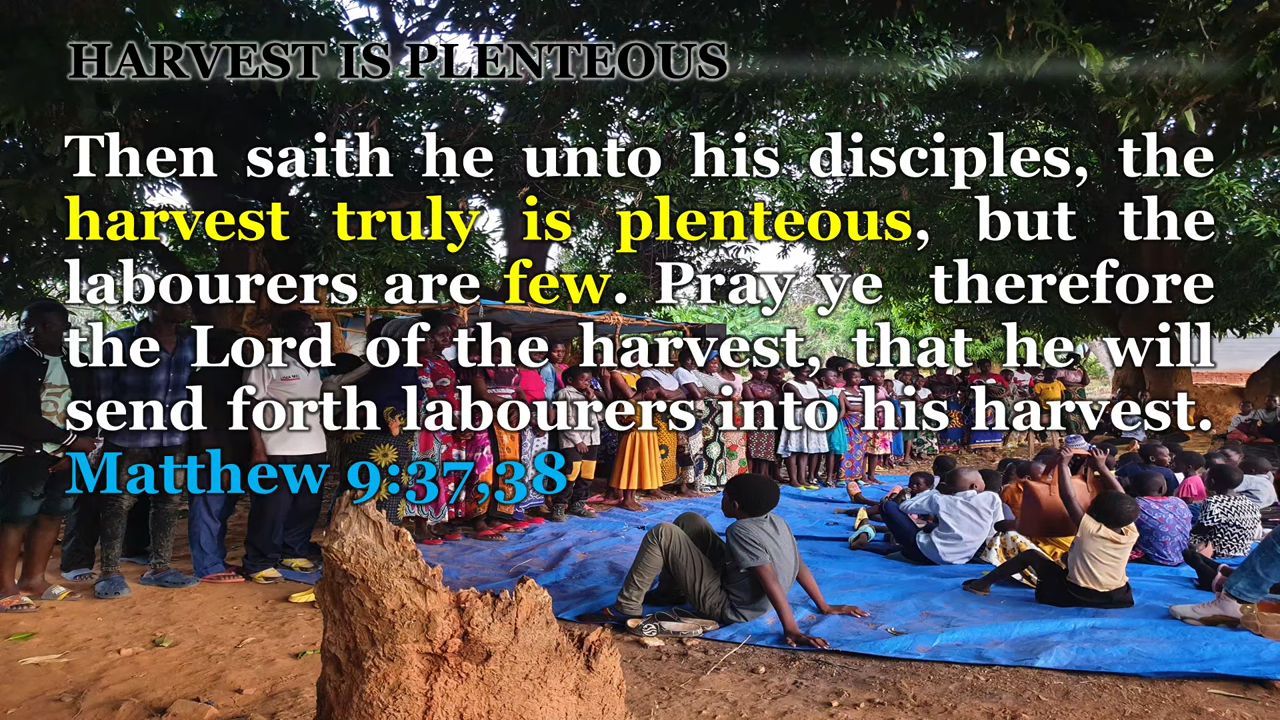 HARVEST IS PLENTEOUS
Then saith he unto his disciples, the
harvest truly is plenteous, but the
labourers are few. Pray ye therefore
the Lord of the harvest, that he will
send forth labourers into his harvest.
Matthew 9:37,38